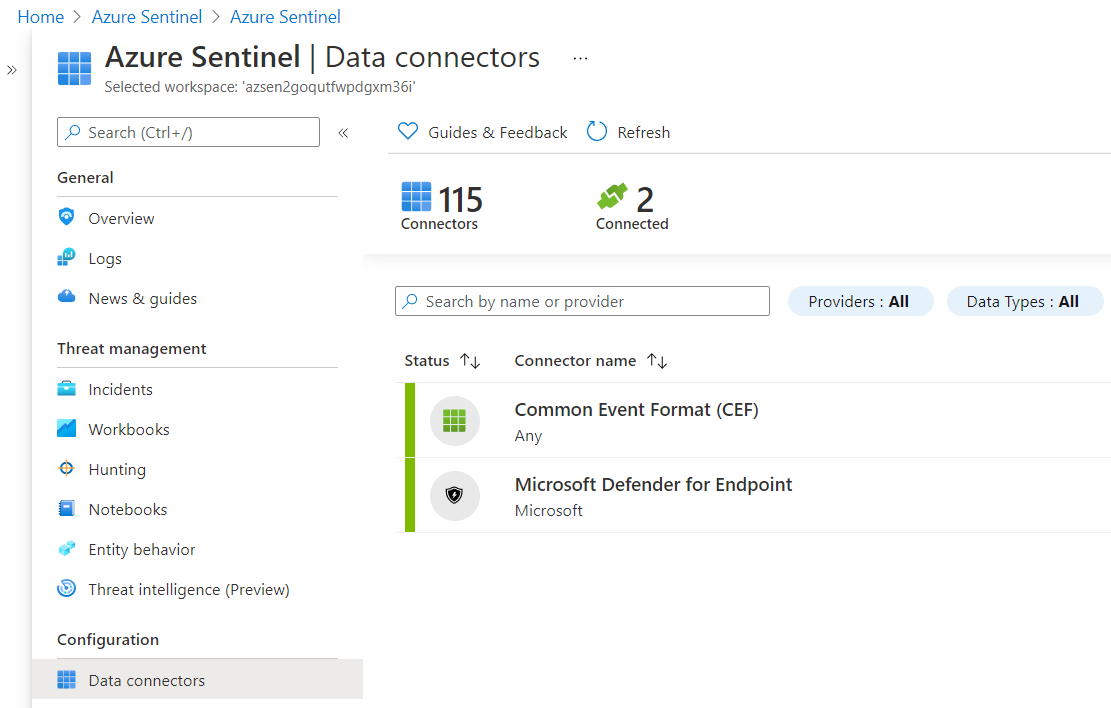 Home > Azure Sentinel > Azure Sentinel
Azure Sentinel | Data connectors ...
Selected workspace: 'azsen2goqutfwpdgxm36i'
Search (Ctrl+/)
General
Overview
Logs
News & guides
Threat management
Incidents
Workbooks
Hunting
Notebooks
Entity behavior
Threat intelligence (Preview)
Configuration
Data connectors
Guides & Feedback Refresh
115 2
Connectors Connected
Search by name or provider Providers : All Data Types : All
Status Connector name
Common Event Format (CEF)
Any
Microsoft Defender for Endpoint
Microsoft